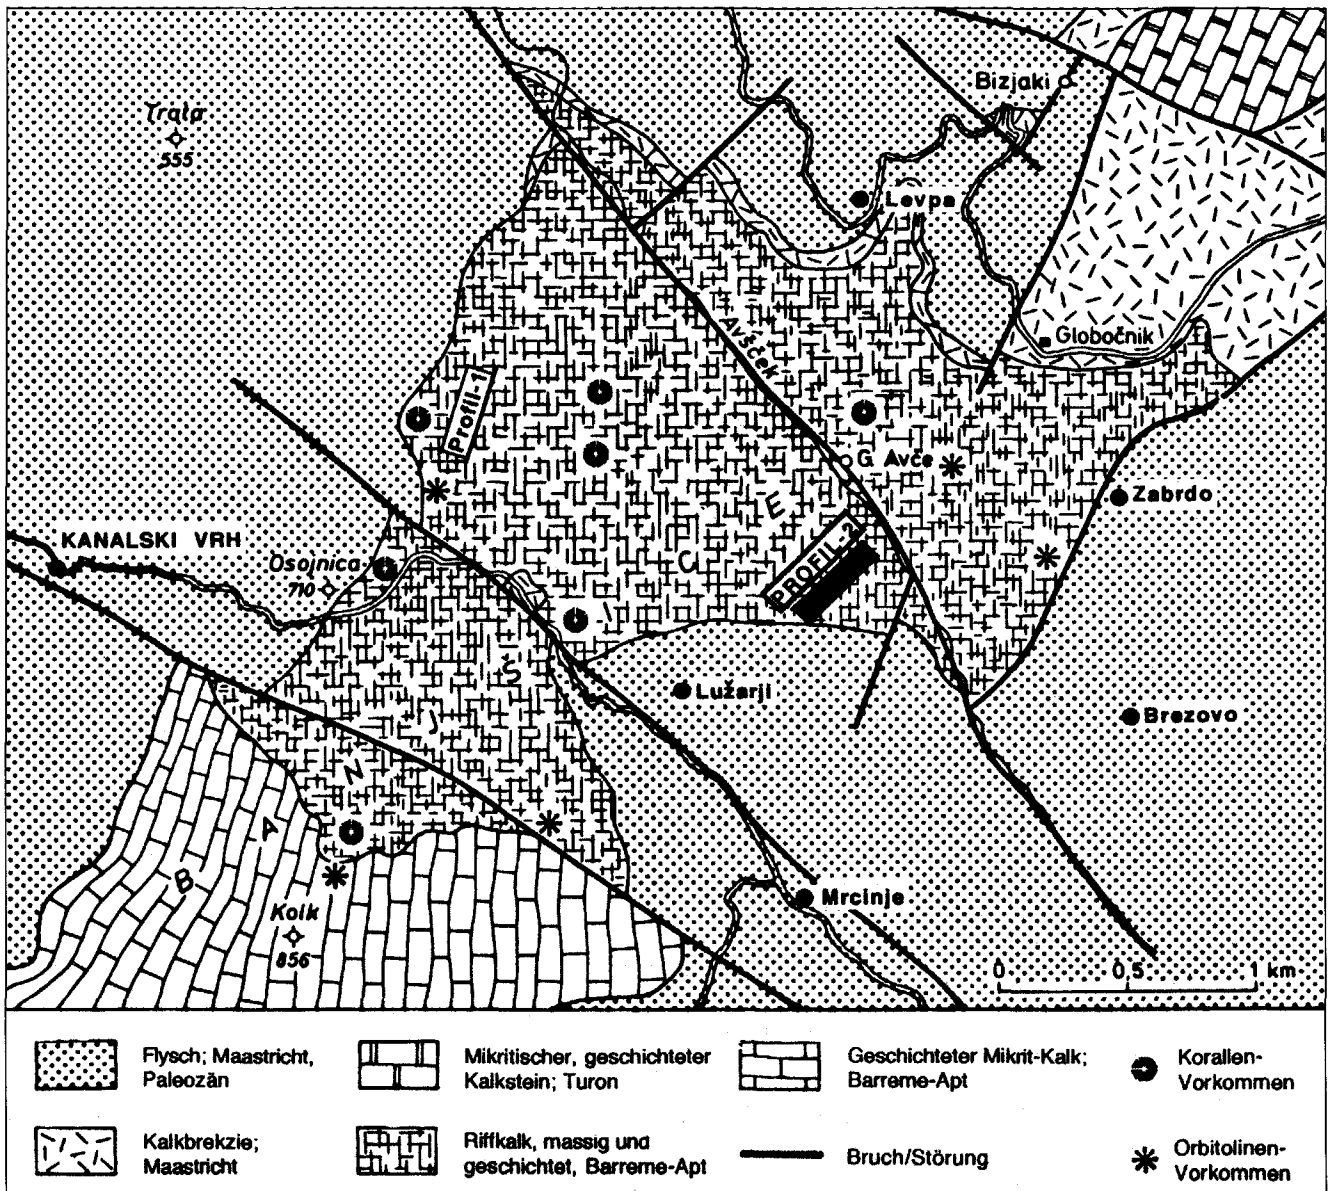 Bizjaki
Trata
555
Levpa
Globočnik
Avšček
Profil-1
G. Avče
Zabrdo
KANALSKI VRH
Osojnica
710
PROFIL-2
B A N J Š I C E
Lužarji
Brezovo
Kolk
856
Mrcinje
0 0.5 1 km
Flysch; Maastricht,
Paleozän
Mikritischer, geschichteter
Kalkstein; Turon
Geschichteter Mikrit-Kalk;
Barreme-Apt
Korallen-
Vorkommen
Kalkbrekzie;
Maastricht
Riffkalk, massig und
geschichtet, Barreme-Apt
Bruch/Störung
Orbitolinen-
Vorkommen